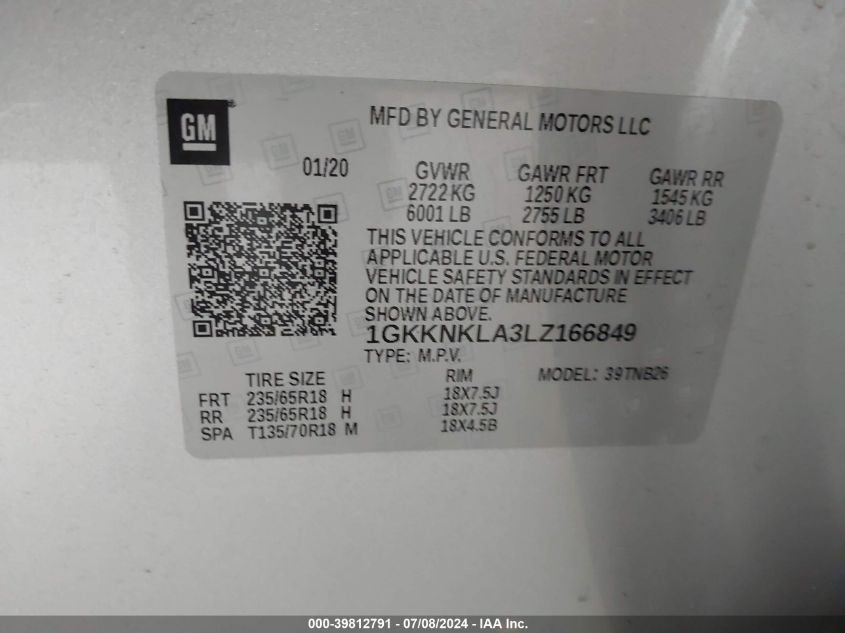 GM
MFD BY GENERAL MOTORS LLC
01/20 GVWR GAWR FRT GAWR RR
2722 KG 1250 KG 1545 KG
6001 LB 2755 LB 3406 LB
THIS VEHICLE CONFORMS TO ALL
APPLICABLE U.S. FEDERAL MOTOR
VEHICLE SAFETY STANDARDS IN EFFECT
ON THE DATE OF MANUFACTURE
SHOWN ABOVE.
1GKKNKLA3LZ166849
TYPE: M.P.V.
TIRE SIZE RIM MODEL: 39TNB26
FRT 235/65R18 H 18X7.5J
RR 235/65R18 H 18X7.5J
SPA T135/70R18 M 18X4.5B
000-39812791 - 07/08/2024 - IAA Inc.